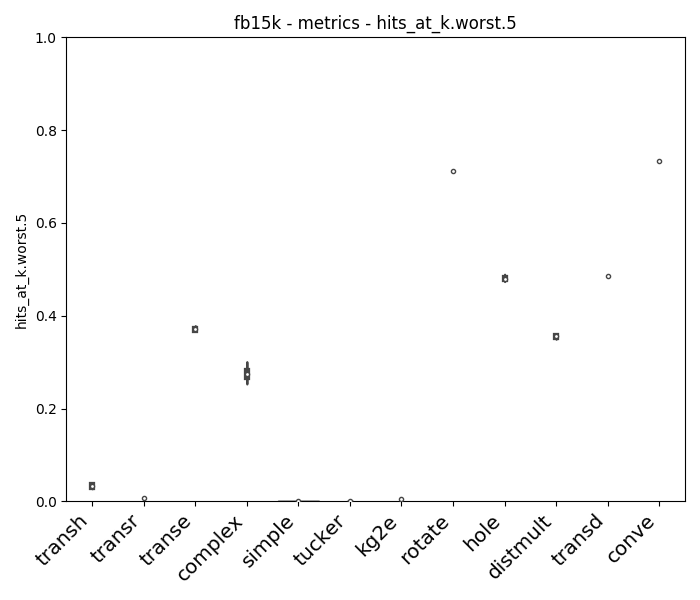 fb15k - metrics - hits_at_k.worst.5
1.0
0.8
0.6
0.4
0.2
0.0
hits_at_k.worst.5
transh
transr
transe
complex
simple
tucker
kg2e
rotate
hole
distmult
transd
conve